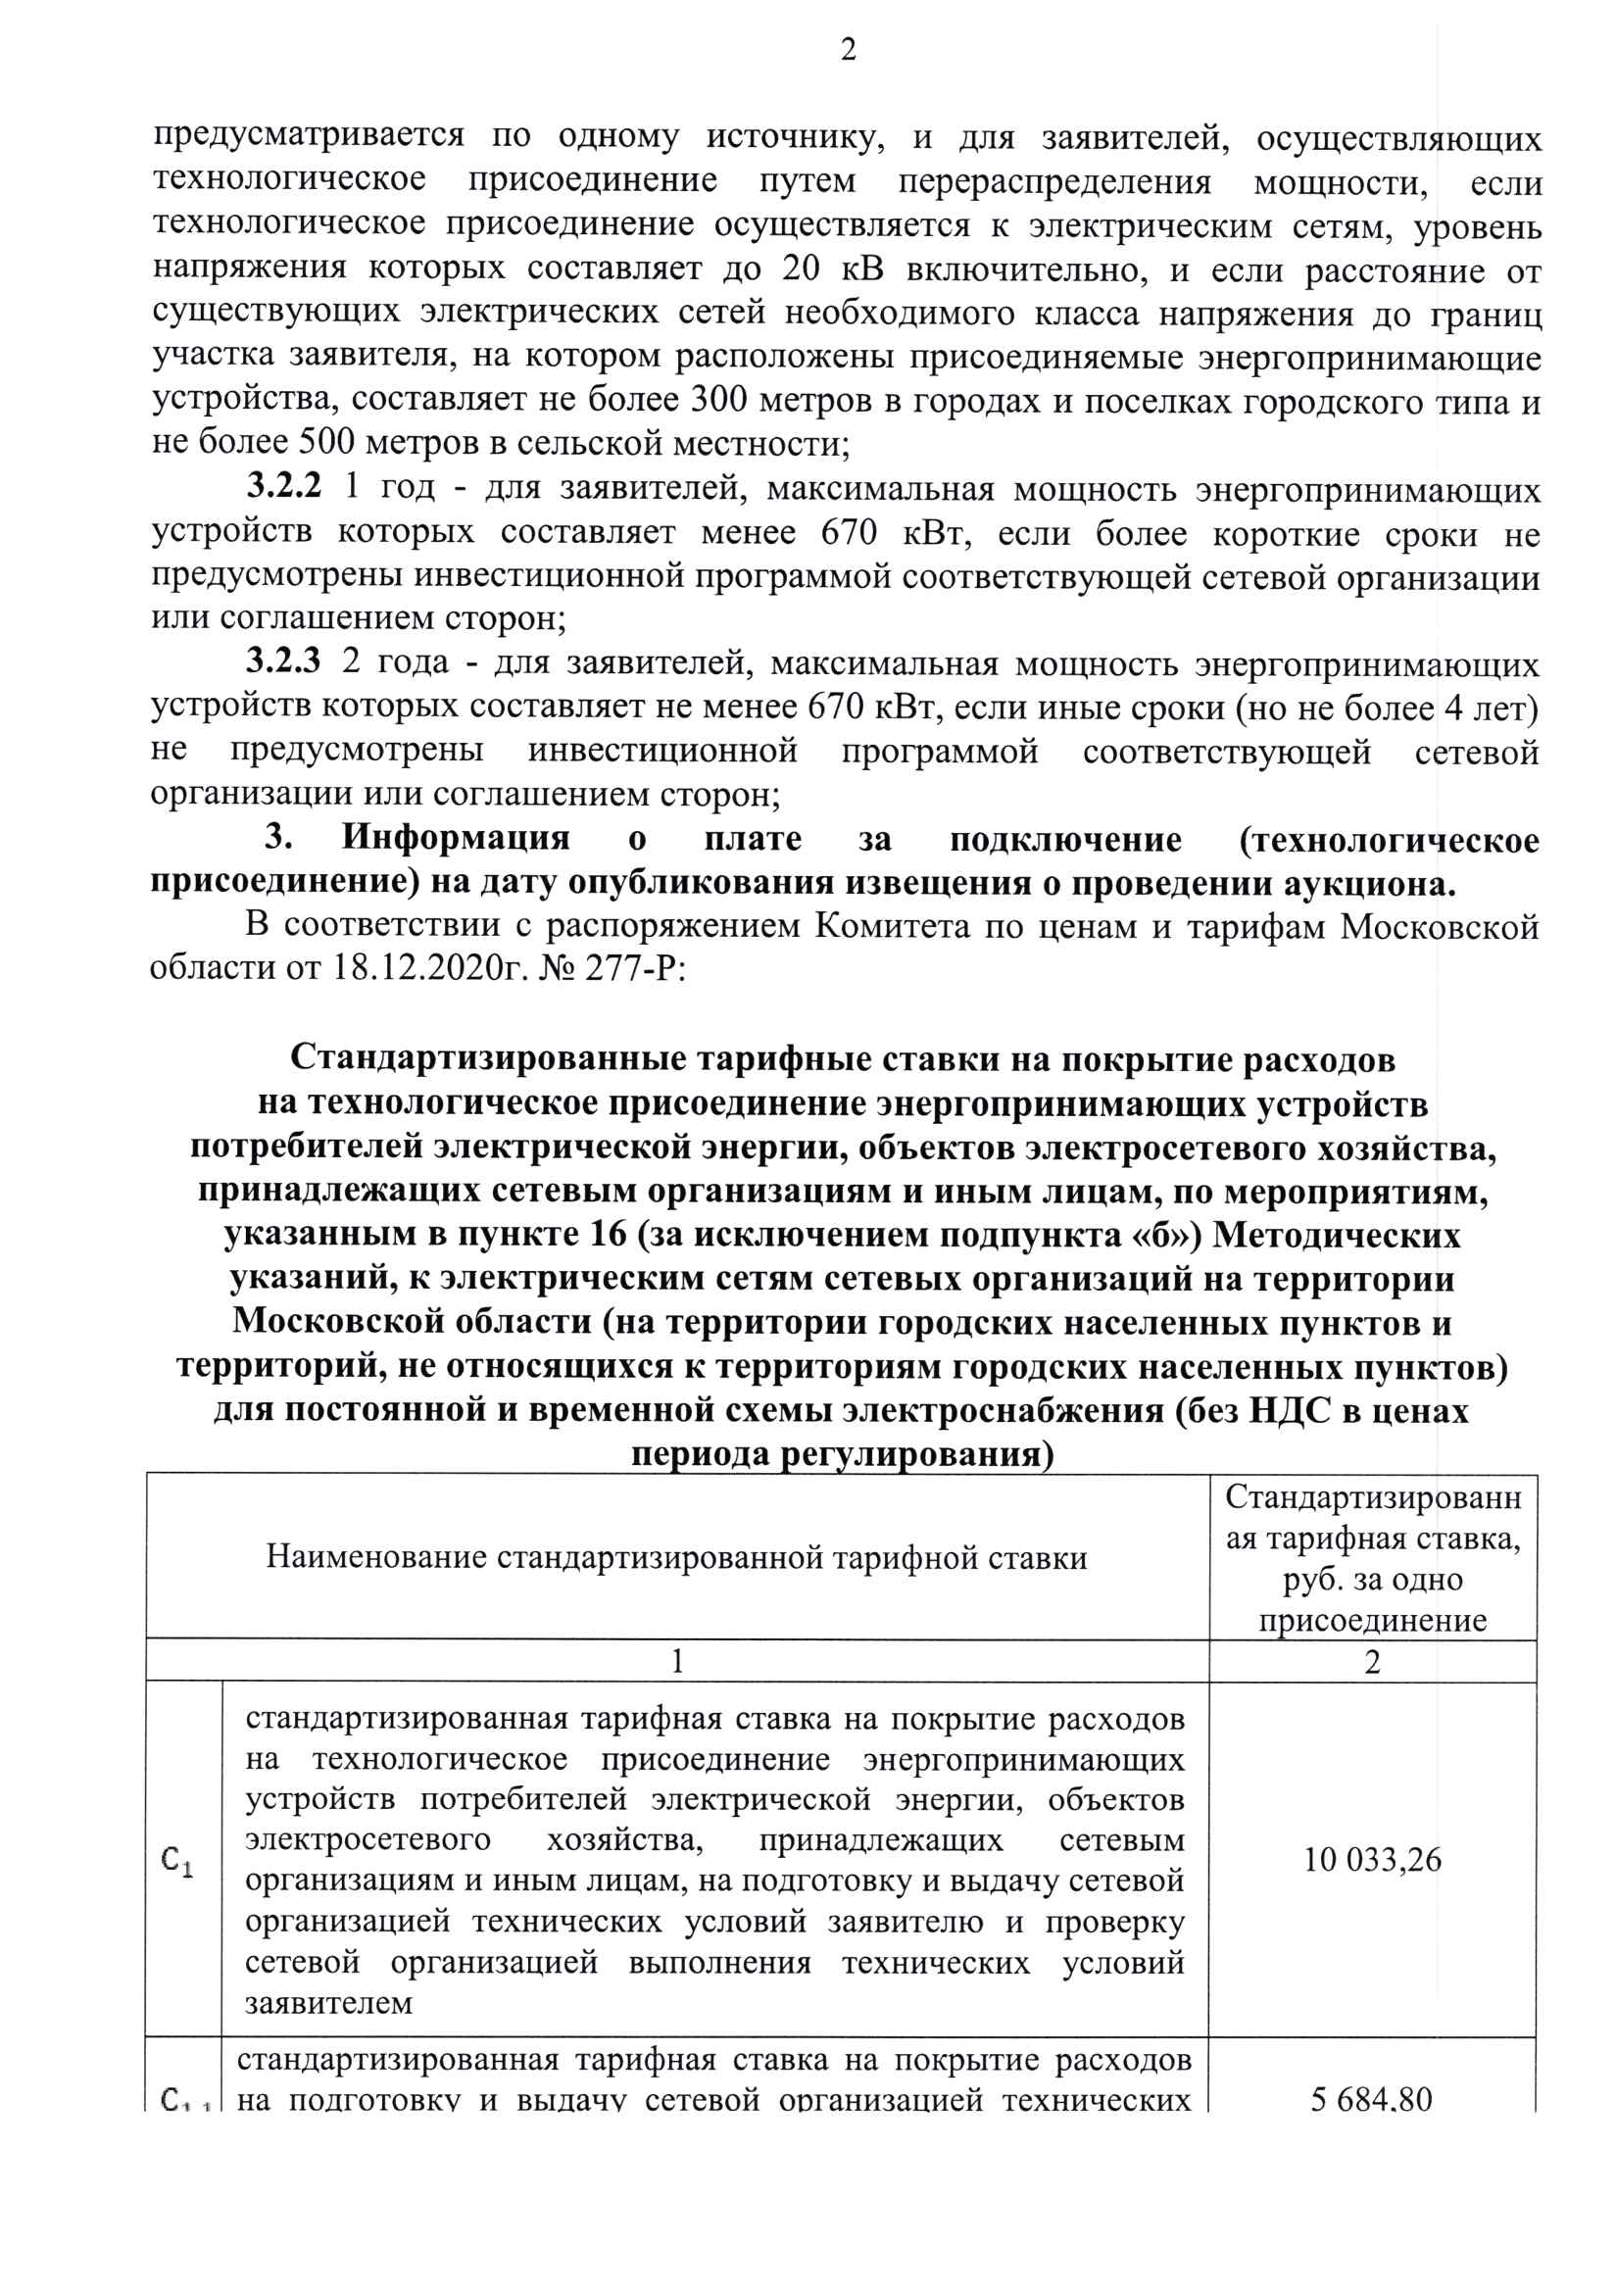 2
предусматривается по одному источнику, и для заявителей, осуществляющих
технологическое присоединение путем перераспределения мощности, если
технологическое присоединение осуществляется к электрическим сетям, уровень
напряжения которых составляет до 20 кВ включительно, и если расстояние от
существующих электрических сетей необходимого класса напряжения до границ
участка заявителя, на котором расположены присоединяемые энергопринимающие
устройства, составляет не более 300 метров в городах и поселках городского типа и
не более 500 метров в сельской местности;
3.2.2 1 год - для заявителей, максимальная мощность энергопринимающих
устройств которых составляет менее 670 кВт, если более короткие сроки не
предусмотрены инвестиционной программой соответствующей сетевой организации
или соглашением сторон;
3.2.3 2 года - для заявителей, максимальная мощность энергопринимающих
устройств которых составляет не менее 670 кВт, если иные сроки (но не более 4 лет)
не предусмотрены инвестиционной программой соответствующей сетевой
организации или соглашением сторон;
3. Информация о плате за подключение (технологическое
присоединение) на дату опубликования извещения о проведении аукциона.
В соответствии с распоряжением Комитета по ценам и тарифам Московской
области от 18.12.2020г. № 277-Р:
Стандартизированные тарифные ставки на покрытие расходов
на технологическое присоединение энергопринимающих устройств
потребителей электрической энергии, объектов электросетевого хозяйства,
принадлежащих сетевым организациям и иным лицам, по мероприятиям,
указанным в пункте 16 (за исключением подпункта «б») Методических
указаний, к электрическим сетям сетевых организаций на территории
Московской области (на территории городских населенных пунктов и
территорий, не относящихся к территориям городских населенных пунктов)
для постоянной и временной схемы электроснабжения (без НДС в ценах
периода регулирования)
Наименование стандартизированной тарифной ставки
Стандартизированн
ая тарифная ставка,
руб. за одно
присоединение
1
2
C₁
стандартизированная тарифная ставка на покрытие расходов
на технологическое присоединение энергопринимающих
устройств потребителей электрической энергии, объектов
электросетевого хозяйства, принадлежащих сетевым
организациям и иным лицам, на подготовку и выдачу сетевой
организацией технических условий заявителю и проверку
сетевой организацией выполнения технических условий
заявителем
10 033,26
C₁.₁
стандартизированная тарифная ставка на покрытие расходов
на подготовку и выдачу сетевой организацией технических
5 684,80